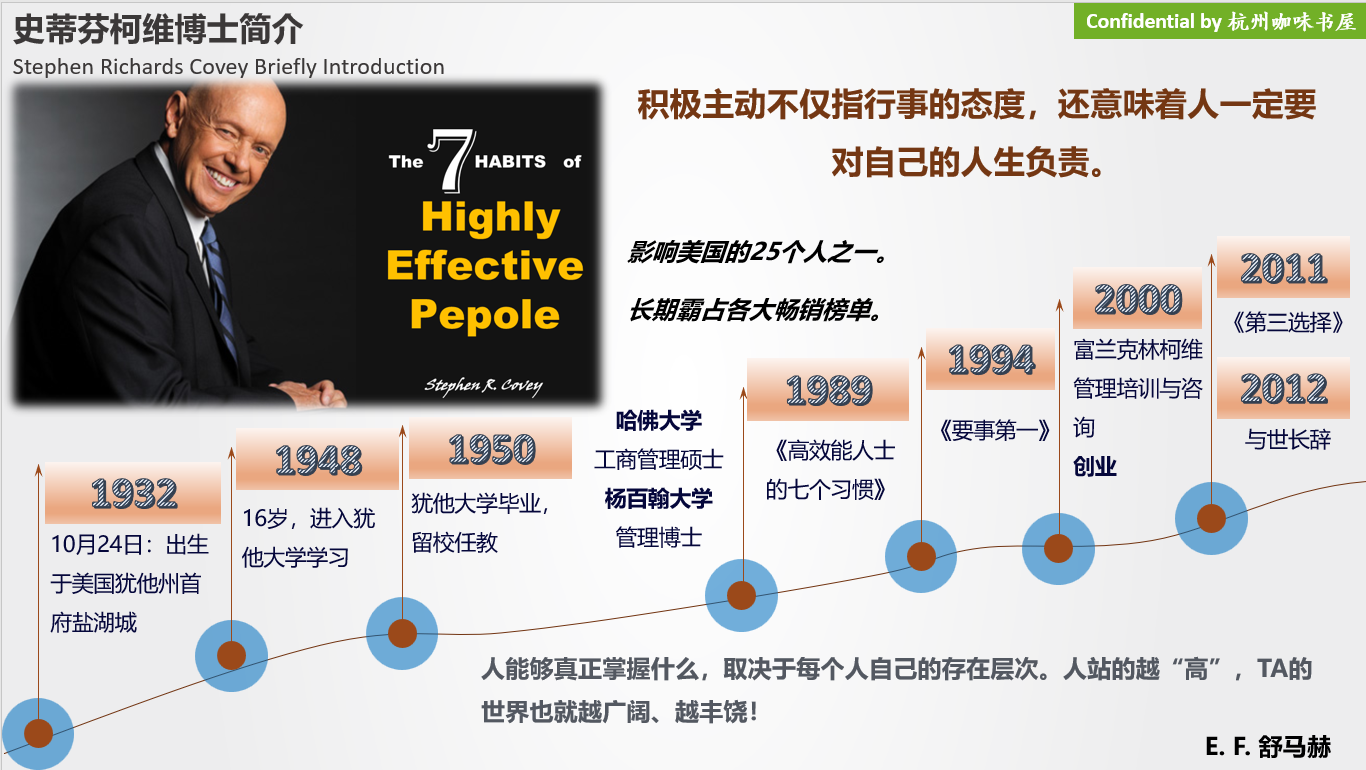 史蒂芬柯维博士简介
Stephen Richards Covey Briefly Introduction
Confidential by 杭州咖味书屋
The 7 HABITS of
Highly
Effective
Pepole
Stephen R. Covey
积极主动不仅指行事的态度，还意味着人一定要
对自己的人生负责。
影响美国的25个人之一。
长期霸占各大畅销榜单。
1932
10月24日：出生
于美国犹他州首
府盐湖城
1948
16岁，进入犹
他大学学习
1950
犹他大学毕业，
留校任教
哈佛大学
工商管理硕士
杨百翰大学
管理博士
1989
《高效能人士
的七个习惯》
1994
《要事第一》
2000
富兰克林柯维
管理培训与咨
询
创业
2011
《第三选择》
2012
与世长辞
人能够真正掌握什么，取决于每个人自己的存在层次。人站的越“高”，TA的
世界也就越广阔、越丰饶！
E. F. 舒马赫